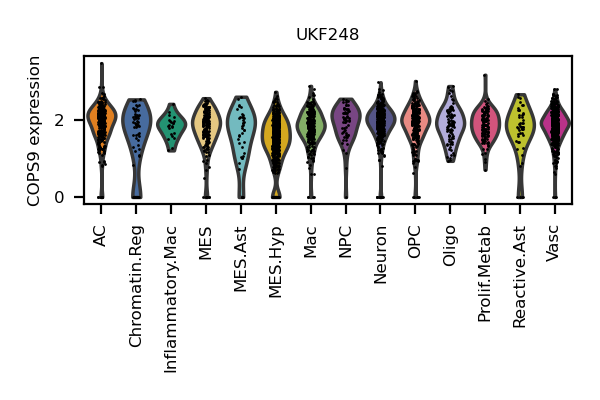 UKF248
COPS9 expression
2
0
AC
Chromatin.Reg
Inflammatory.Mac
MES
MES.Ast
MES.Hyp
Mac
NPC
Neuron
OPC
Oligo
Prolif.Metab
Reactive.Ast
Vasc